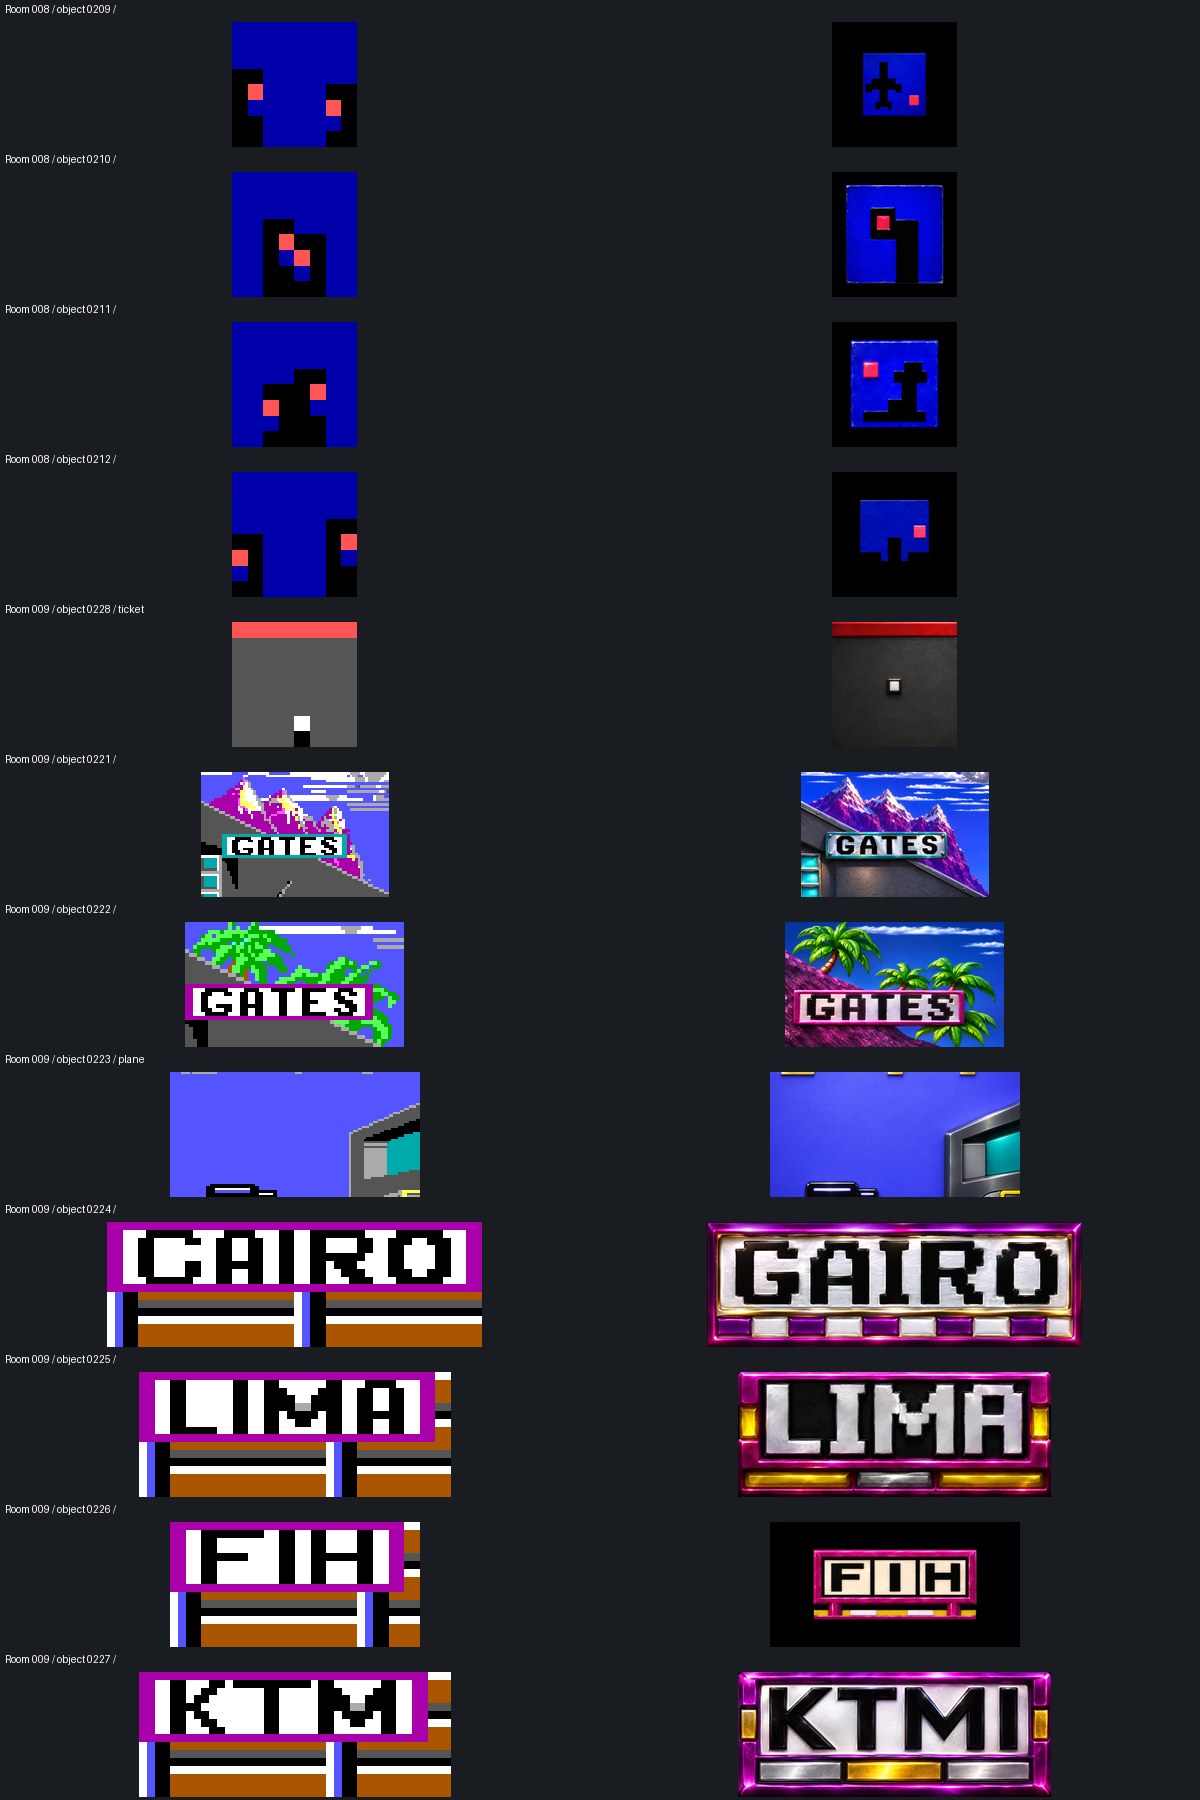 Room 008 / object 0209 /
Room 008 / object 0210 /
Room 008 / object 0211 /
Room 008 / object 0212 /
Room 009 / object 0228 / ticket
Room 009 / object 0221 /
GATES GATES
Room 009 / object 0222 /
GATES GATES
Room 009 / object 0223 / plane
Room 009 / object 0224 /
CAIRO GAIRO
Room 009 / object 0225 /
LIMA LIMA
Room 009 / object 0226 /
FIH FIH
Room 009 / object 0227 /
KTM KTMI